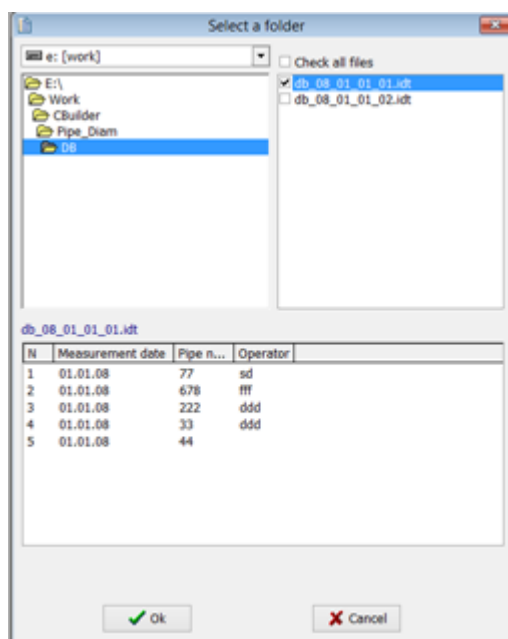 Select a folder
e: [work]
Check all files
E:\
Work
CBuilder
Pipe_Diam
DB
db_08_01_01_01.idt
db_08_01_01_02.idt
db_08_01_01_01.idt
N Measurement date Pipe n... Operator
1 01.01.08 77 sd
2 01.01.08 678 fff
3 01.01.08 222 ddd
4 01.01.08 33 ddd
5 01.01.08 44
Ok Cancel